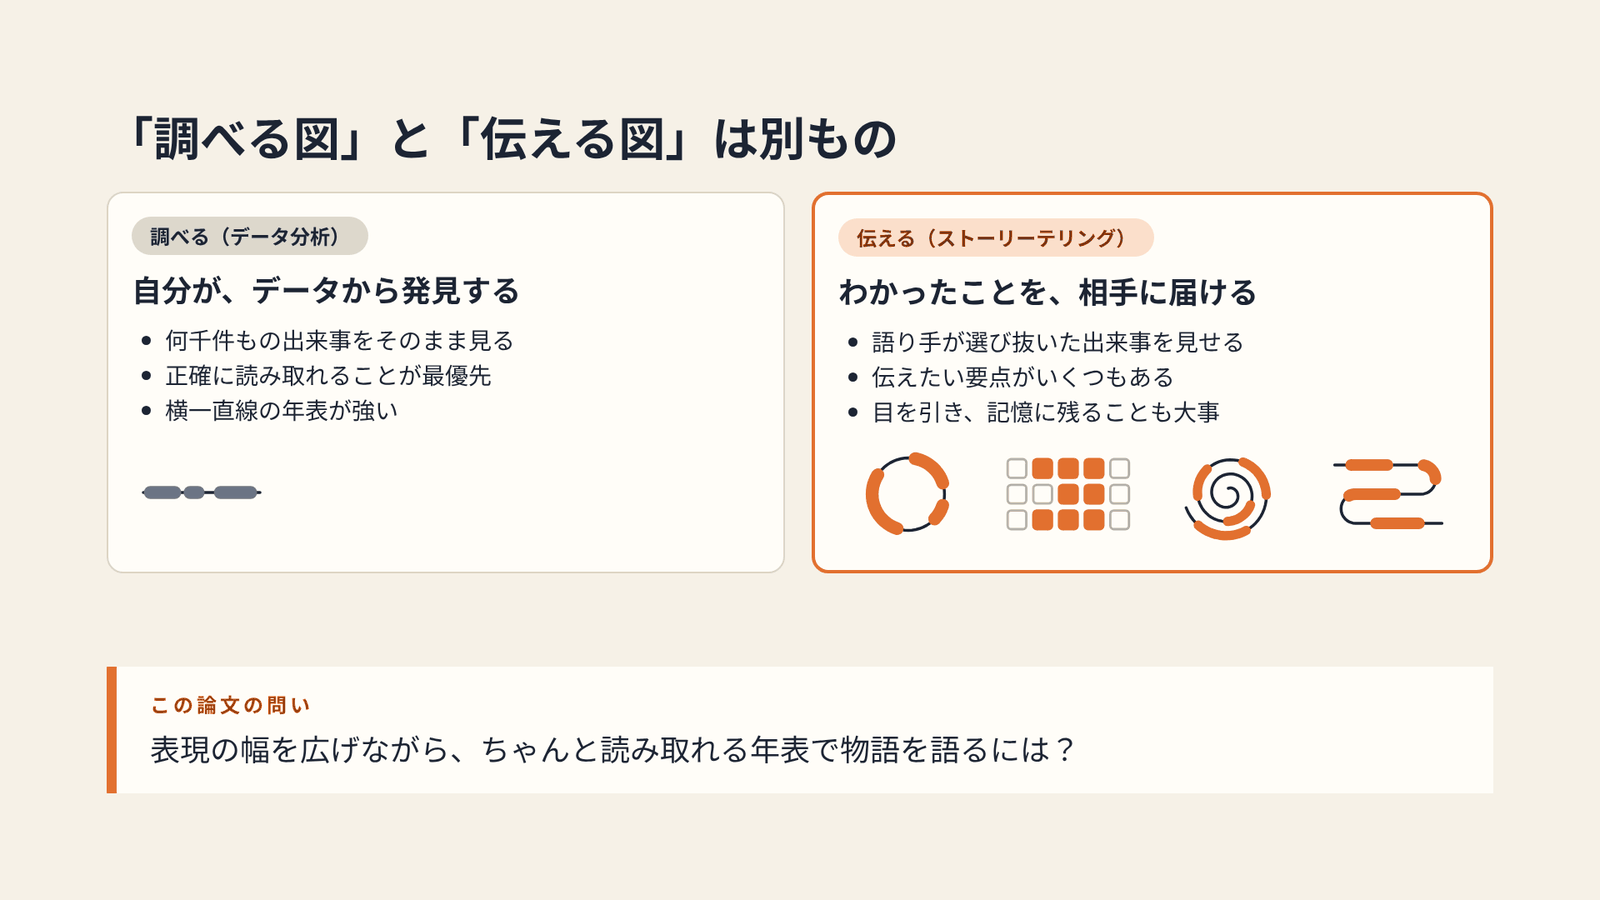 「調べる図」と「伝える図」は別もの
調べる（データ分析）
自分が、データから発見する
何千件もの出来事をそのまま見る
正確に読み取れることが最優先
横一直線の年表が強い
伝える（ストーリーテリング）
わかったことを、相手に届ける
語り手が選び抜いた出来事を見せる
伝えたい要点がいくつもある
目を引き、記憶に残ることも大事
この論文の問い
表現の幅を広げながら、ちゃんと読み取れる年表で物語を語るには？